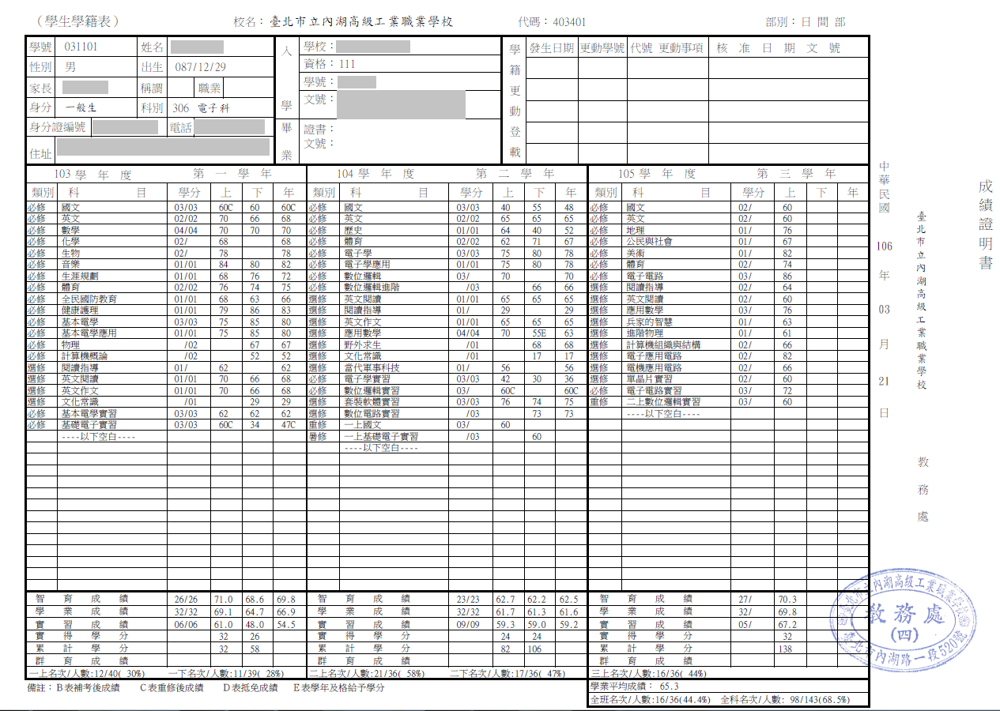 （學生學籍表） 校名：臺北市立內湖高級工業職業學校 代碼：403401 部別：日 間 部
學號 031101 姓名 入 學校： 學 發生日期 更動學號 代號 更動事項 核 准 日 期 文 號
性別 男 出生 087/12/29 資格：111 籍
家長 稱謂 職業 學號： 更
身分 一般生 科別 306 電子科 學 文號： 動
身分證編號 電話 畢 證書： 登
住址 業 文號： 載
103 學 年 度 第 一 學 年 104 學 年 度 第 二 學 年 105 學 年 度 第 三 學 年
類別 科 目 學分 上 下 年 類別 科 目 學分 上 下 年 類別 科 目 學分 上 下 年
必修 國文 03/03 60C 60 60C 必修 國文 03/03 40 55 48 必修 國文 02/ 60
必修 英文 02/02 70 66 68 必修 英文 02/02 65 65 65 必修 英文 02/ 60
必修 數學 04/04 70 70 70 必修 歷史 01/01 64 40 52 必修 地理 01/ 76
必修 化學 02/ 68 68 必修 體育 02/02 62 71 67 必修 公民與社會 01/ 67
必修 生物 02/ 78 78 必修 電子學 03/03 75 80 78 必修 美術 01/ 82
必修 音樂 01/01 84 80 82 必修 電子學應用 01/01 75 80 78 必修 體育 02/ 74
必修 生涯規劃 01/01 68 76 72 必修 數位邏輯 03/ 70 70 必修 電子電路 03/ 86
必修 體育 02/02 76 74 75 必修 數位邏輯進階 /03 66 66 選修 閱讀指導 02/ 64
必修 全民國防教育 01/01 68 63 66 選修 英文閱讀 01/01 65 65 65 選修 英文閱讀 02/ 60
必修 健康護理 01/01 79 86 83 選修 閱讀指導 01/ 29 29 選修 應用數學 03/ 76
必修 基本電學 03/03 75 85 80 選修 英文作文 01/01 65 65 65 選修 兵家的智慧 01/ 63
必修 基本電學應用 01/01 75 85 80 選修 應用數學 04/04 70 55E 63 選修 進階物理 01/ 61
必修 物理 /02 67 67 選修 野外求生 /01 68 68 選修 計算機組織與結構 02/ 66
必修 計算機概論 /02 52 52 選修 文化常識 /01 17 17 選修 電子應用電路 02/ 82
選修 閱讀指導 01/ 62 62 選修 當代軍事科技 01/ 56 56 選修 電機應用電路 02/ 66
選修 英文閱讀 01/01 70 66 68 必修 電子學實習 03/03 42 30 36 選修 單晶片實習 02/ 60
選修 英文作文 01/01 70 66 68 必修 數位邏輯實習 03/ 60C 60C 必修 電子電路實習 03/ 72
選修 文化常識 /01 29 29 選修 套裝軟體實習 03/03 76 74 75 重修 二上數位邏輯實習 03/ 60
必修 基本電學實習 03/03 62 62 62 選修 數位電路實習 /03 73 73 ----以下空白----
必修 基礎電子實習 03/03 60C 34 47C 重修 一上國文 03/ 60
----以下空白---- 暑修 一上基礎電子實習 /03 60
----以下空白----
智 育 成 績 26/26 71.0 68.6 69.8 智 育 成 績 23/23 62.7 62.2 62.5 智 育 成 績 27/ 70.3
學 業 成 績 32/32 69.1 64.7 66.9 學 業 成 績 32/32 61.7 61.3 61.6 學 業 成 績 32/ 69.8
實 習 成 績 06/06 61.0 48.0 54.5 實 習 成 績 09/09 59.3 59.0 59.2 實 習 成 績 05/ 67.2
實 得 學 分 32 26 實 得 學 分 24 24 實 得 學 分 32
累 計 學 分 32 58 累 計 學 分 82 106 累 計 學 分 138
群 育 成 績 群 育 成 績 群 育 成 績
一上名次/人數:12/40( 30%) 一下名次/人數:11/39( 28%) 二上名次/人數:21/36( 58%) 二下名次/人數:17/36( 47%) 三上名次/人數:16/36( 44%)
備註：B表補考後成績 C表重修後成績 D表抵免成績 E表學年及格給予學分 學業平均成績： 65.3
全班名次/人數:16/36(44.4%) 全科名次/人數: 98/143(68.5%)
成績證明書
臺北市立內湖高級工業職業學校 教務處
中華民國 106 年 03 月 21 日
臺北市立內湖高級工業職業學校
教務處
(四)
臺北市內湖路一段520號